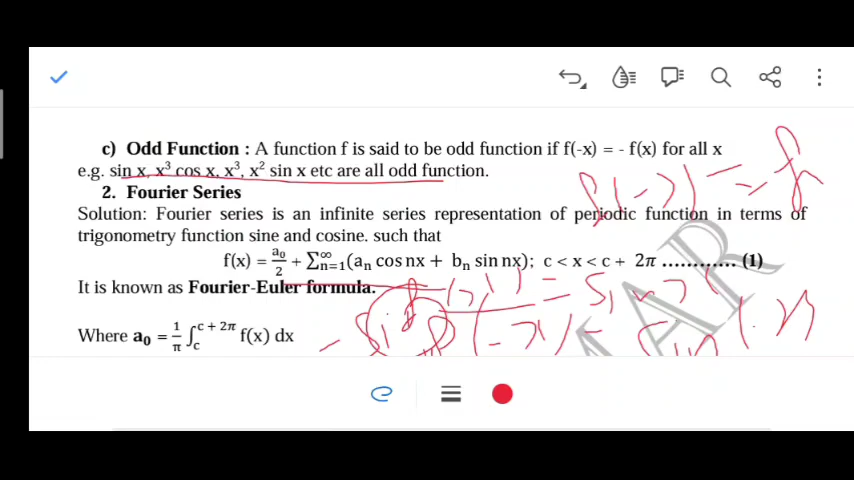 c) Odd Function : A function f is said to be odd function if f(-x) = - f(x) for all x
e.g. sin x, x³ cos x, x³, x² sin x etc are all odd function.
f(-x) = f
2. Fourier Series
Solution: Fourier series is an infinite series representation of periodic function in terms of
trigonometry function sine and cosine. such that
f(x) = a₀/2 + ∑_{n=1}^{∞}(aₙ cos nx + bₙ sin nx); c < x < c + 2π ............ (1)
It is known as Fourier-Euler formula.
Where a₀ = 1/π ∫_c^{c + 2π} f(x) dx